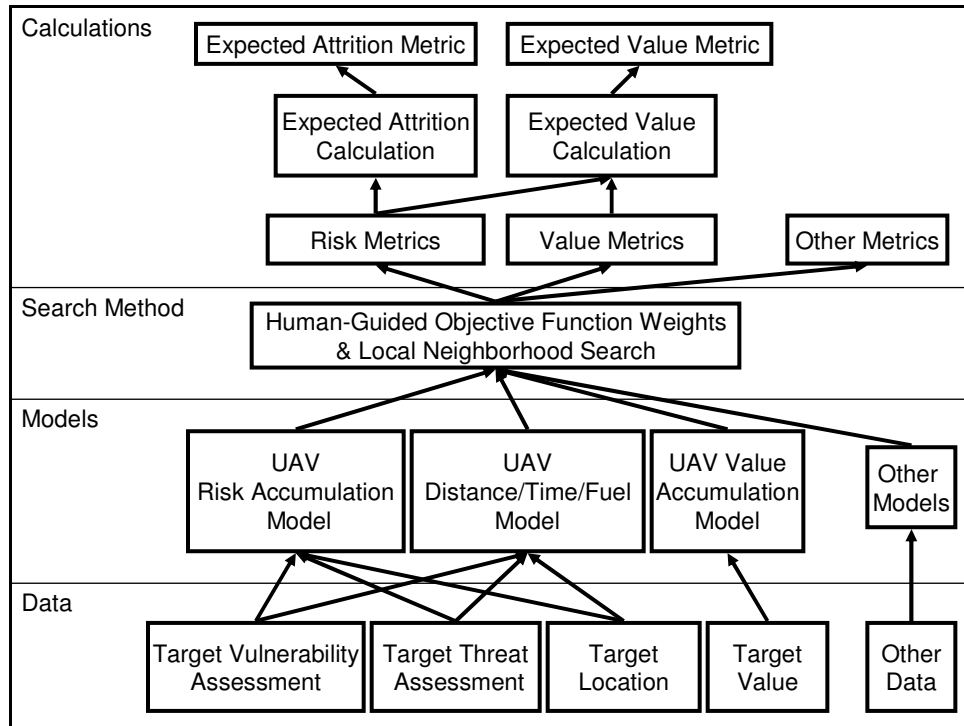 Calculations
Expected Attrition Metric
Expected Value Metric
Expected Attrition
Calculation
Expected Value
Calculation
Risk Metrics
Value Metrics
Other Metrics
Search Method
Human-Guided Objective Function Weights
& Local Neighborhood Search
Models
UAV
Risk Accumulation
Model
UAV
Distance/Time/Fuel
Model
UAV Value
Accumulation
Model
Other
Models
Data
Target Vulnerability
Assessment
Target Threat
Assessment
Target
Location
Target
Value
Other
Data